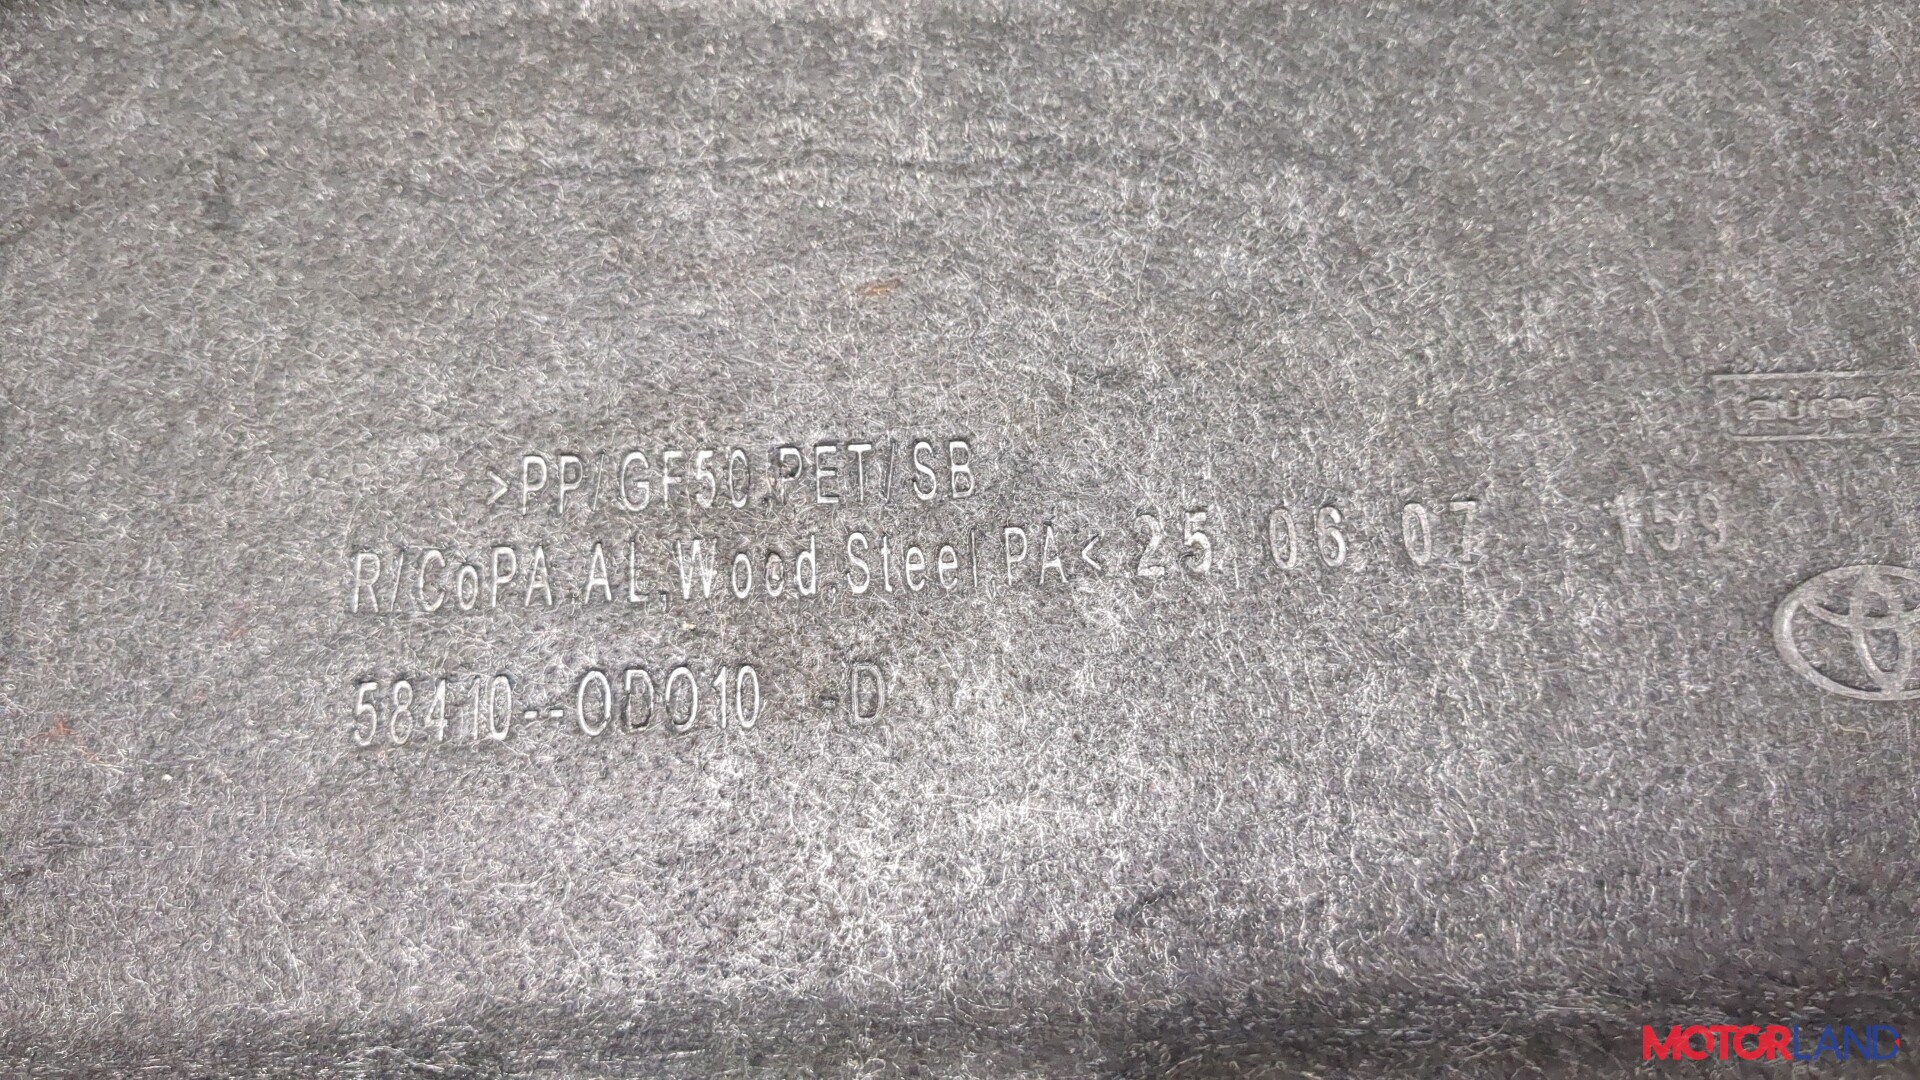 >PP/GF50,PET/SB
R/CoPA,AL,Wood,Steel,PA< 25 06 07 159
58410--0D010 -D
MOTORLAND